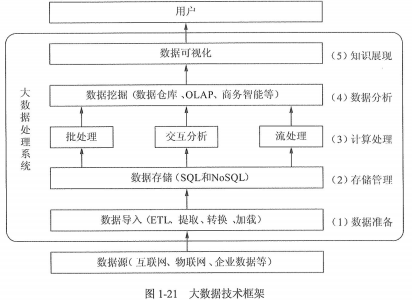 用户
数据可视化
(5)知识展现
数据挖掘(数据仓库、OLAP、商务智能等)
(4)数据分析
大数据处理系统
批处理
交互分析
流处理
(3)计算处理
数据存储(SQL和NoSQL)
(2)存储管理
数据导入(ETL、提取、转换、加载)
(1)数据准备
数据源(互联网、物联网、企业数据等)
图1-21 大数据技术框架